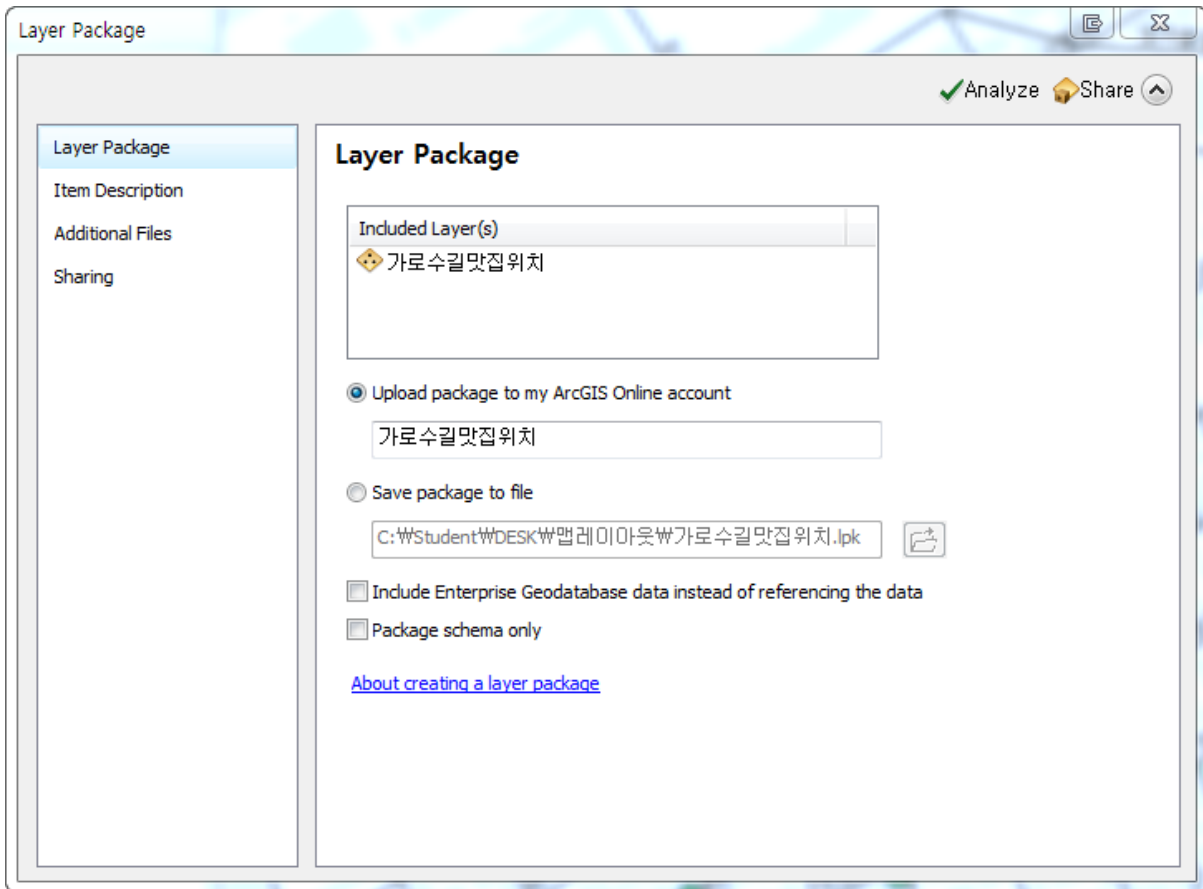 Layer Package
Analyze Share
Layer Package
Item Description
Additional Files
Sharing
Layer Package
Included Layer(s)
가로수길맛집위치
Upload package to my ArcGIS Online account
가로수길맛집위치
Save package to file
C:₩Student₩DESK₩맵레이아웃₩가로수길맛집위치.lpk
Include Enterprise Geodatabase data instead of referencing the data
Package schema only
About creating a layer package